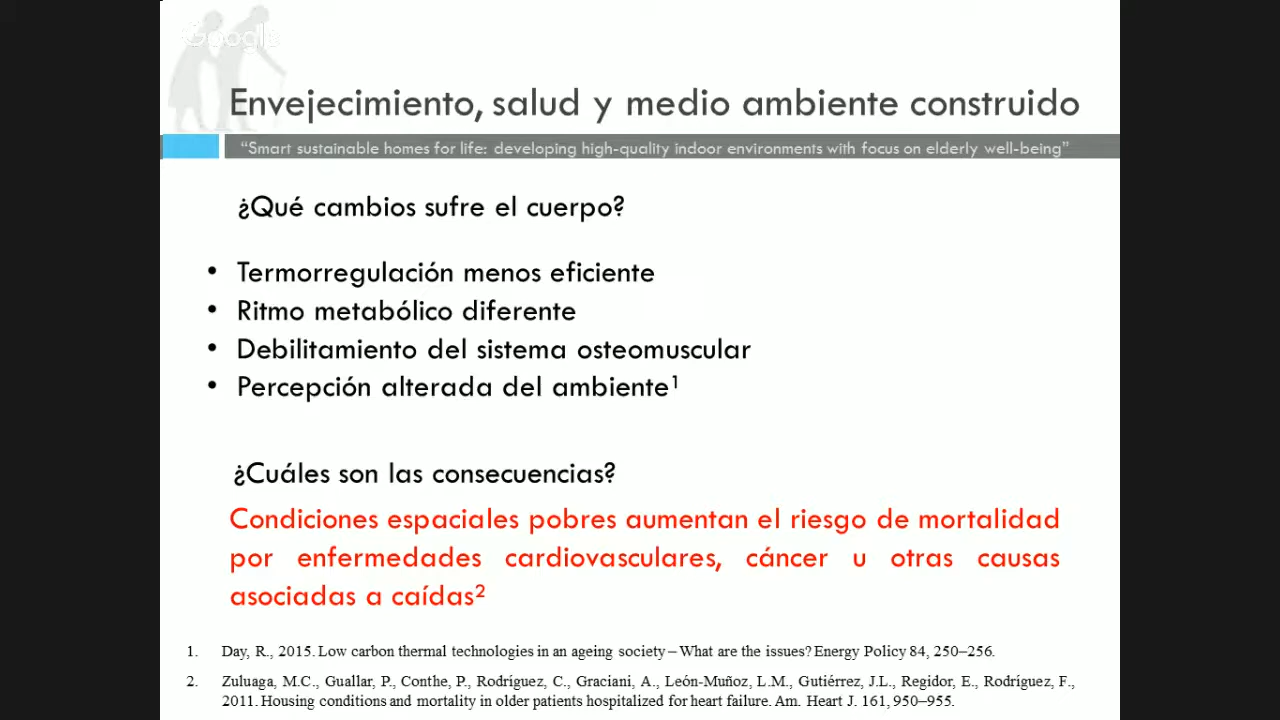 Google
Envejecimiento, salud y medio ambiente construido
“Smart sustainable homes for life: developing high-quality indoor environments with focus on elderly well-being”
¿Qué cambios sufre el cuerpo?
• Termorregulación menos eficiente
• Ritmo metabólico diferente
• Debilitamiento del sistema osteomuscular
• Percepción alterada del ambiente¹
¿Cuáles son las consecuencias?
Condiciones espaciales pobres aumentan el riesgo de mortalidad
por enfermedades cardiovasculares, cáncer u otras causas
asociadas a caídas²
1. Day, R., 2015. Low carbon thermal technologies in an ageing society – What are the issues? Energy Policy 84, 250–256.
2. Zuluaga, M.C., Guallar, P., Conthe, P., Rodríguez, C., Graciani, A., León-Muñoz, L.M., Gutiérrez, J.L., Regidor, E., Rodríguez, F.,
2011. Housing conditions and mortality in older patients hospitalized for heart failure. Am. Heart J. 161, 950–955.